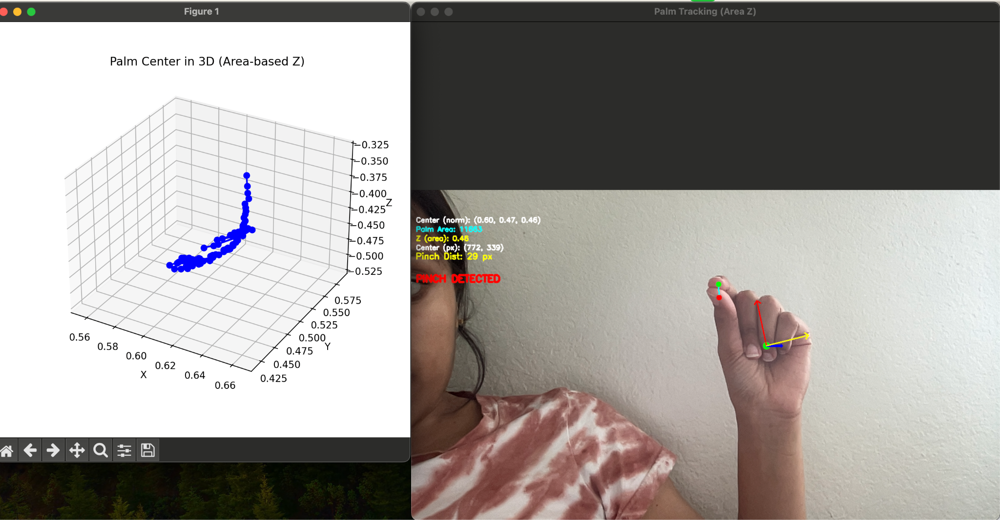 Figure 1
Palm Center in 3D (Area-based Z)
−0.325
−0.350
−0.375
−0.400
Z
−0.425
−0.450
−0.475
−0.500
−0.525
0.575
0.550
0.525
0.500
Y
0.475
0.450
0.425
0.56
0.58
0.60
0.62
X
0.64
0.66
Palm Tracking (Area Z)
Center (norm): (0.60, 0.47, 0.46)
Palm Area: 11663
Z (area): 0.46
Center (px): (772, 339)
Pinch Dist: 29 px
PINCH DETECTED